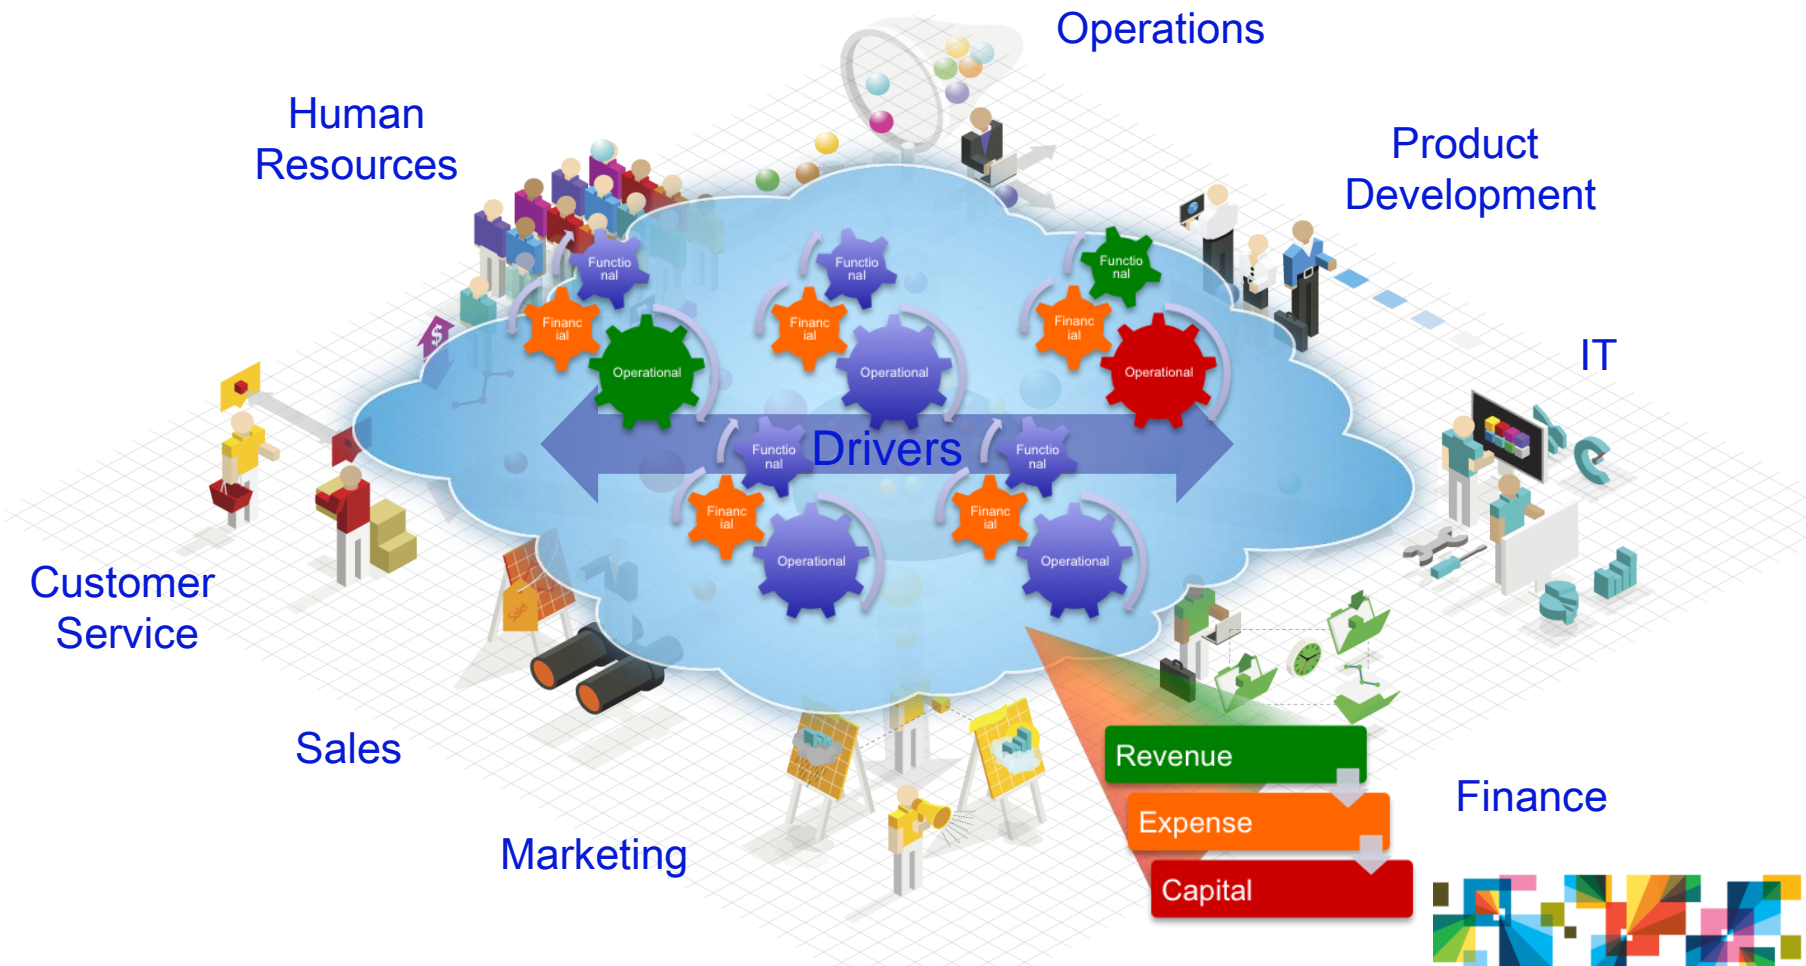 Operations
Human
Resources
Product
Development
IT
Functio
nal
Financ
ial
Operational
Functio
nal
Financ
ial
Operational
Functio
nal
Financ
ial
Operational
$
Drivers
Functio
nal
Financ
ial
Operational
Functio
nal
Financ
ial
Operational
Customer
Service
Sale!
Sales
Marketing
Revenue
Expense
Capital
Finance